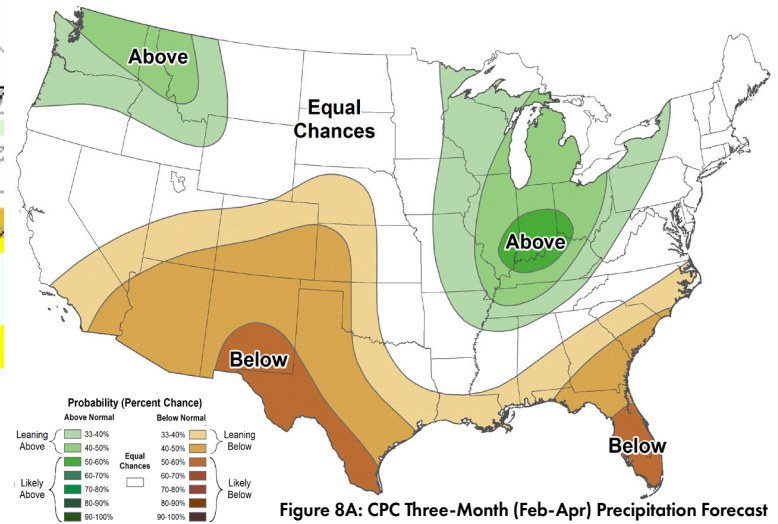 Above
Equal
Chances
Above
Below
Below
Probability (Percent Chance)
Above Normal
Below Normal
Leaning
Above
33-40%
40-50%
Likely
Above
50-60%
60-70%
70-80%
80-90%
90-100%
Equal
Chances
33-40%
40-50%
Leaning
Below
50-60%
60-70%
70-80%
80-90%
90-100%
Likely
Below
Figure 8A: CPC Three-Month (Feb-Apr) Precipitation Forecast